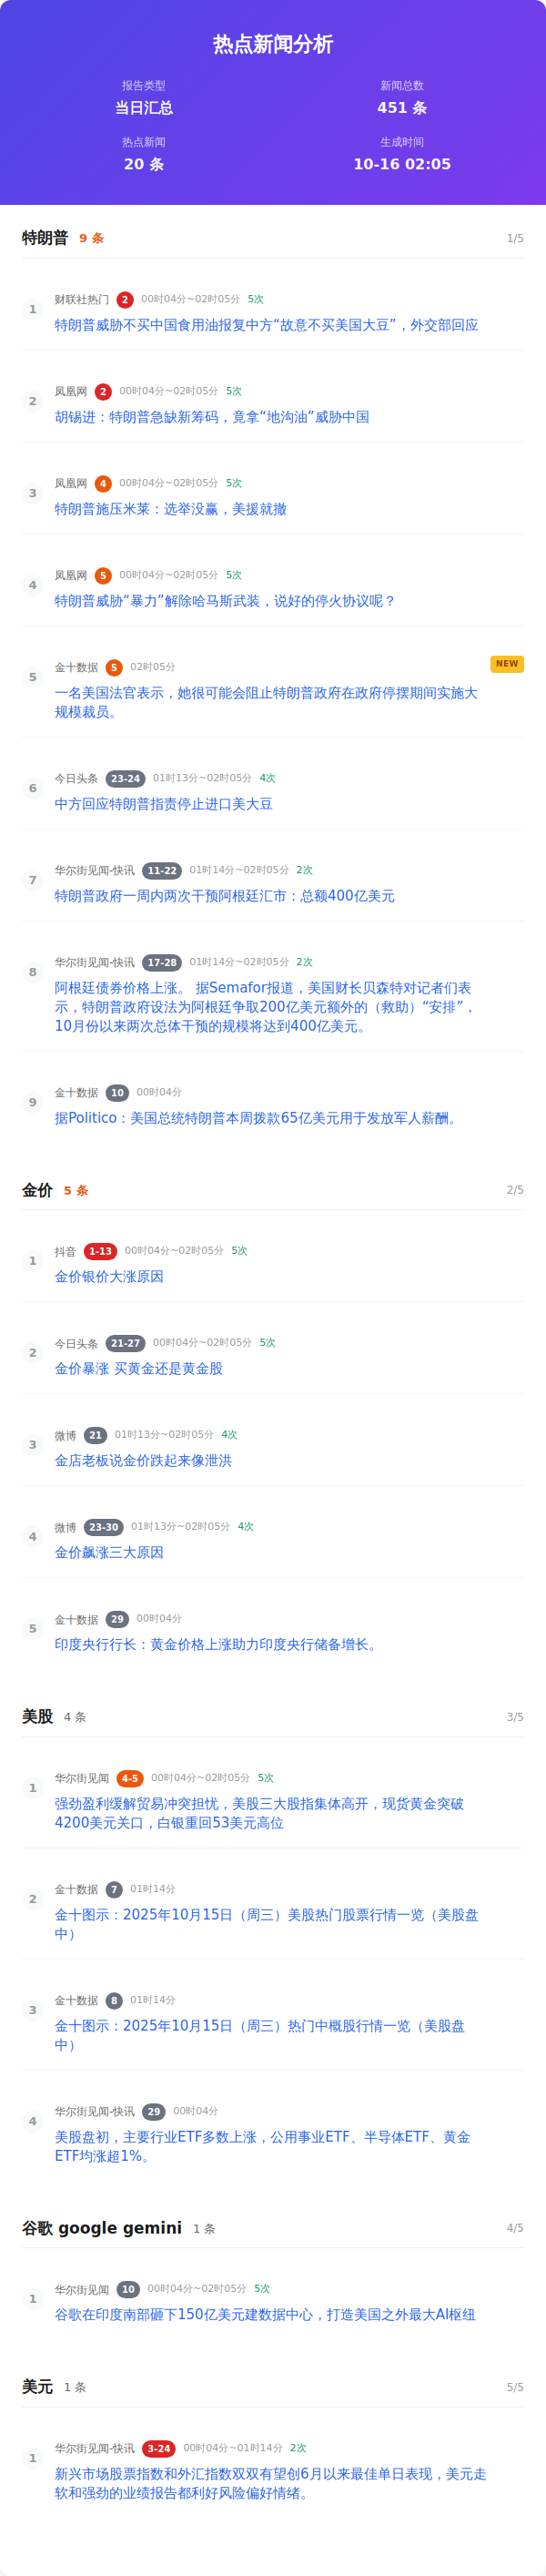 热点新闻分析
报告类型
当日汇总
新闻总数
451 条
热点新闻
20 条
生成时间
10-16 02:05
特朗普 9 条 1/5
1
财联社热门 2 00时04分~02时05分 5次
特朗普威胁不买中国食用油报复中方“故意不买美国大豆”，外交部回应
2
凤凰网 2 00时04分~02时05分 5次
胡锡进：特朗普急缺新筹码，竟拿“地沟油”威胁中国
3
凤凰网 4 00时04分~02时05分 5次
特朗普施压米莱：选举没赢，美援就撤
4
凤凰网 5 00时04分~02时05分 5次
特朗普威胁“暴力”解除哈马斯武装，说好的停火协议呢？
5
金十数据 5 02时05分 NEW
一名美国法官表示，她很可能会阻止特朗普政府在政府停摆期间实施大
规模裁员。
6
今日头条 23-24 01时13分~02时05分 4次
中方回应特朗普指责停止进口美大豆
7
华尔街见闻-快讯 11-22 01时14分~02时05分 2次
特朗普政府一周内两次干预阿根廷汇市：总额400亿美元
8
华尔街见闻-快讯 17-28 01时14分~02时05分 2次
阿根廷债券价格上涨。 据Semafor报道，美国财长贝森特对记者们表
示，特朗普政府设法为阿根廷争取200亿美元额外的（救助）“安排”，
10月份以来两次总体干预的规模将达到400亿美元。
9
金十数据 10 00时04分
据Politico：美国总统特朗普本周拨款65亿美元用于发放军人薪酬。
金价 5 条 2/5
1
抖音 1-13 00时04分~02时05分 5次
金价银价大涨原因
2
今日头条 21-27 00时04分~02时05分 5次
金价暴涨 买黄金还是黄金股
3
微博 21 01时13分~02时05分 4次
金店老板说金价跌起来像泄洪
4
微博 23-30 01时13分~02时05分 4次
金价飙涨三大原因
5
金十数据 29 00时04分
印度央行行长：黄金价格上涨助力印度央行储备增长。
美股 4 条 3/5
1
华尔街见闻 4-5 00时04分~02时05分 5次
强劲盈利缓解贸易冲突担忧，美股三大股指集体高开，现货黄金突破
4200美元关口，白银重回53美元高位
2
金十数据 7 01时14分
金十图示：2025年10月15日（周三）美股热门股票行情一览（美股盘
中）
3
金十数据 8 01时14分
金十图示：2025年10月15日（周三）热门中概股行情一览（美股盘
中）
4
华尔街见闻-快讯 29 00时04分
美股盘初，主要行业ETF多数上涨，公用事业ETF、半导体ETF、黄金
ETF均涨超1%。
谷歌 google gemini 1 条 4/5
1
华尔街见闻 10 00时04分~02时05分 5次
谷歌在印度南部砸下150亿美元建数据中心，打造美国之外最大AI枢纽
美元 1 条 5/5
1
华尔街见闻-快讯 3-24 00时04分~01时14分 2次
新兴市场股票指数和外汇指数双双有望创6月以来最佳单日表现，美元走
软和强劲的业绩报告都利好风险偏好情绪。